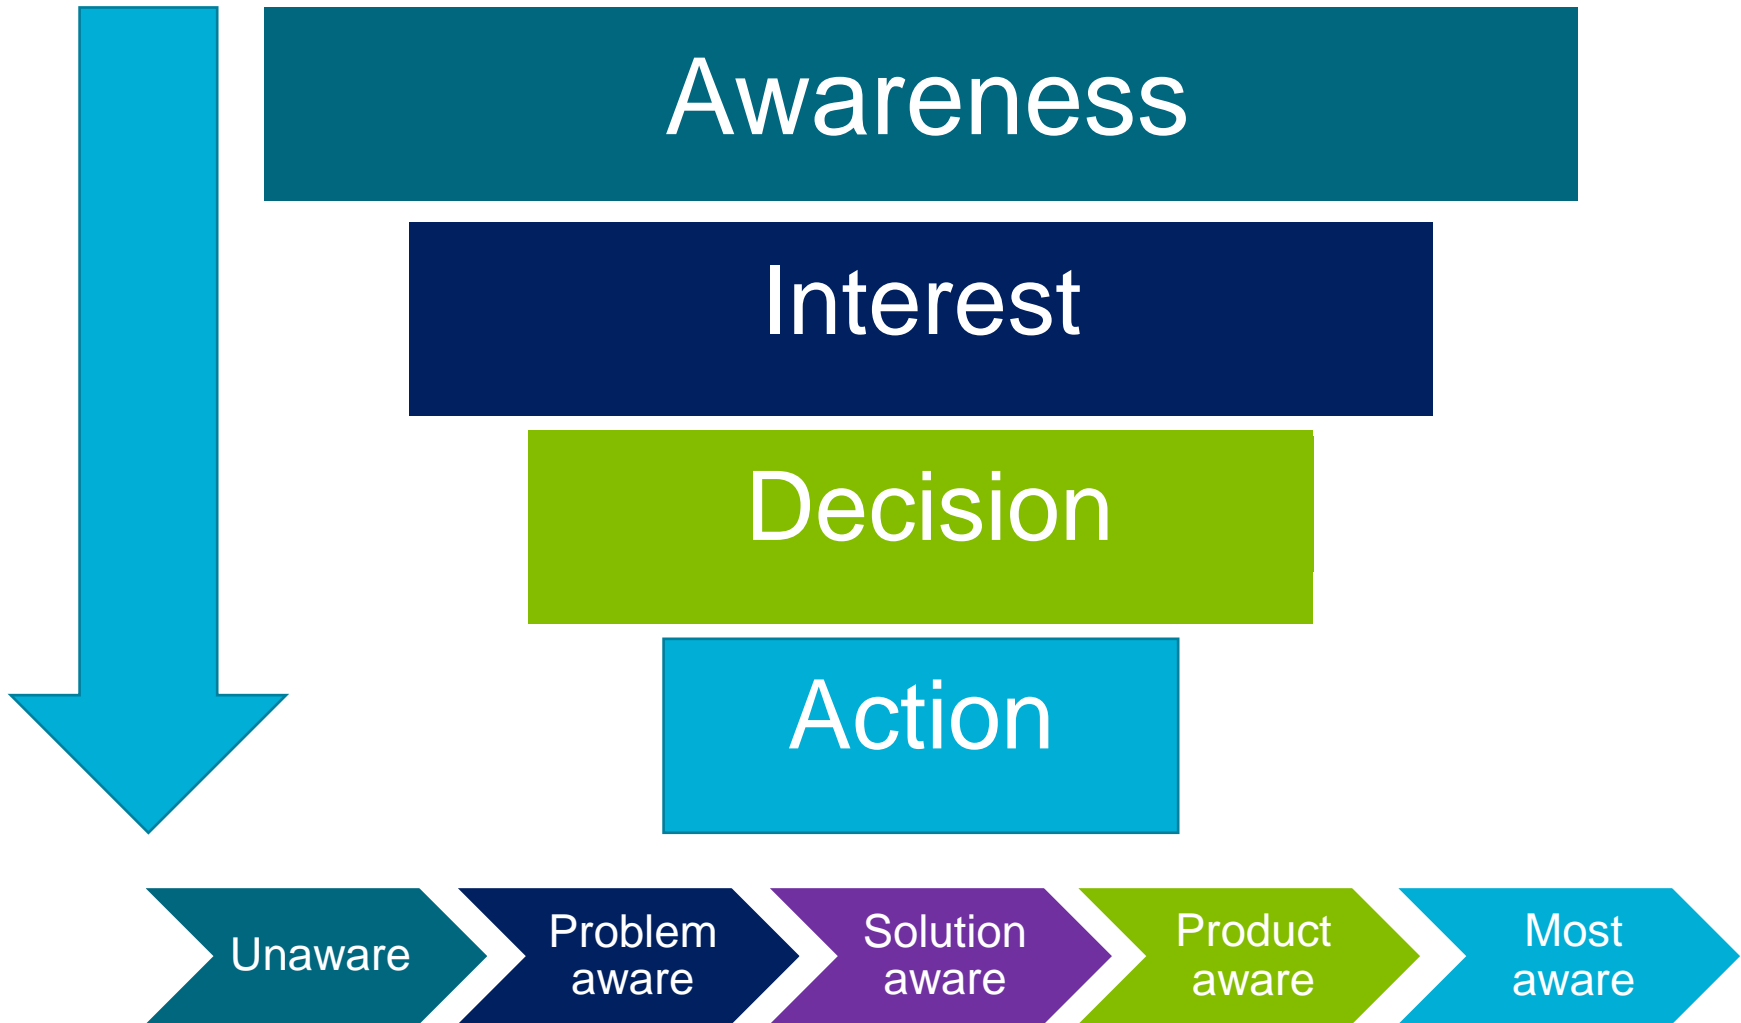 Awareness
Interest
Decision
Action
Unaware
Problem
aware
Solution
aware
Product
aware
Most
aware